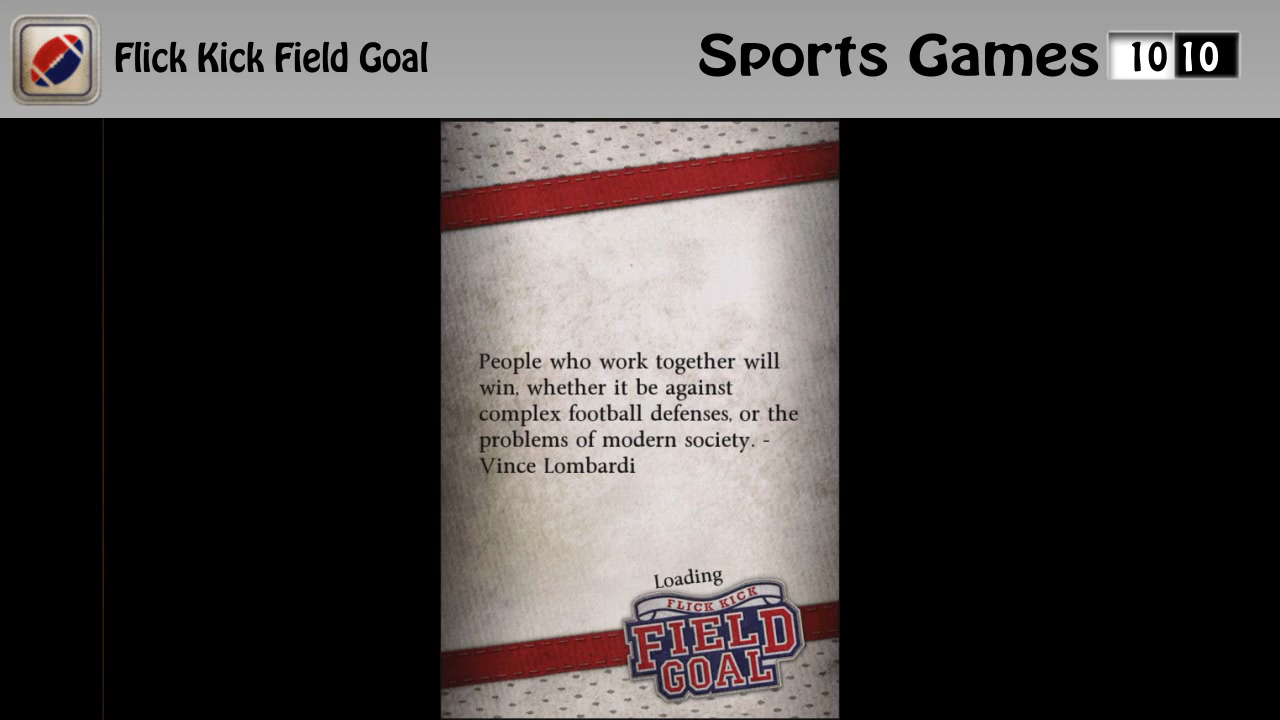 Flick Kick Field Goal
Sports Games 10 10
People who work together will
win, whether it be against
complex football defenses, or the
problems of modern society. -
Vince Lombardi
Loading
FLICK KICK
FIELD
GOAL